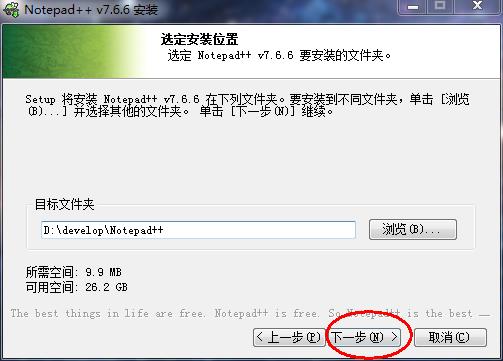 Notepad++ v7.6.6 安装
选定安装位置
选定 Notepad++ v7.6.6 要安装的文件夹。
Setup 将安装 Notepad++ v7.6.6 在下列文件夹。要安装到不同文件夹，单击 [浏览
(B)...] 并选择其他的文件夹。 单击 [下一步(N)] 继续。
目标文件夹
D:\develop\Notepad++
浏览(B)...
所需空间: 9.9 MB
可用空间: 26.2 GB
The best things in life are free. Notepad++ is free. So Notepad++ is the best —
< 上一步(P)
下一步(N) >
取消(C)